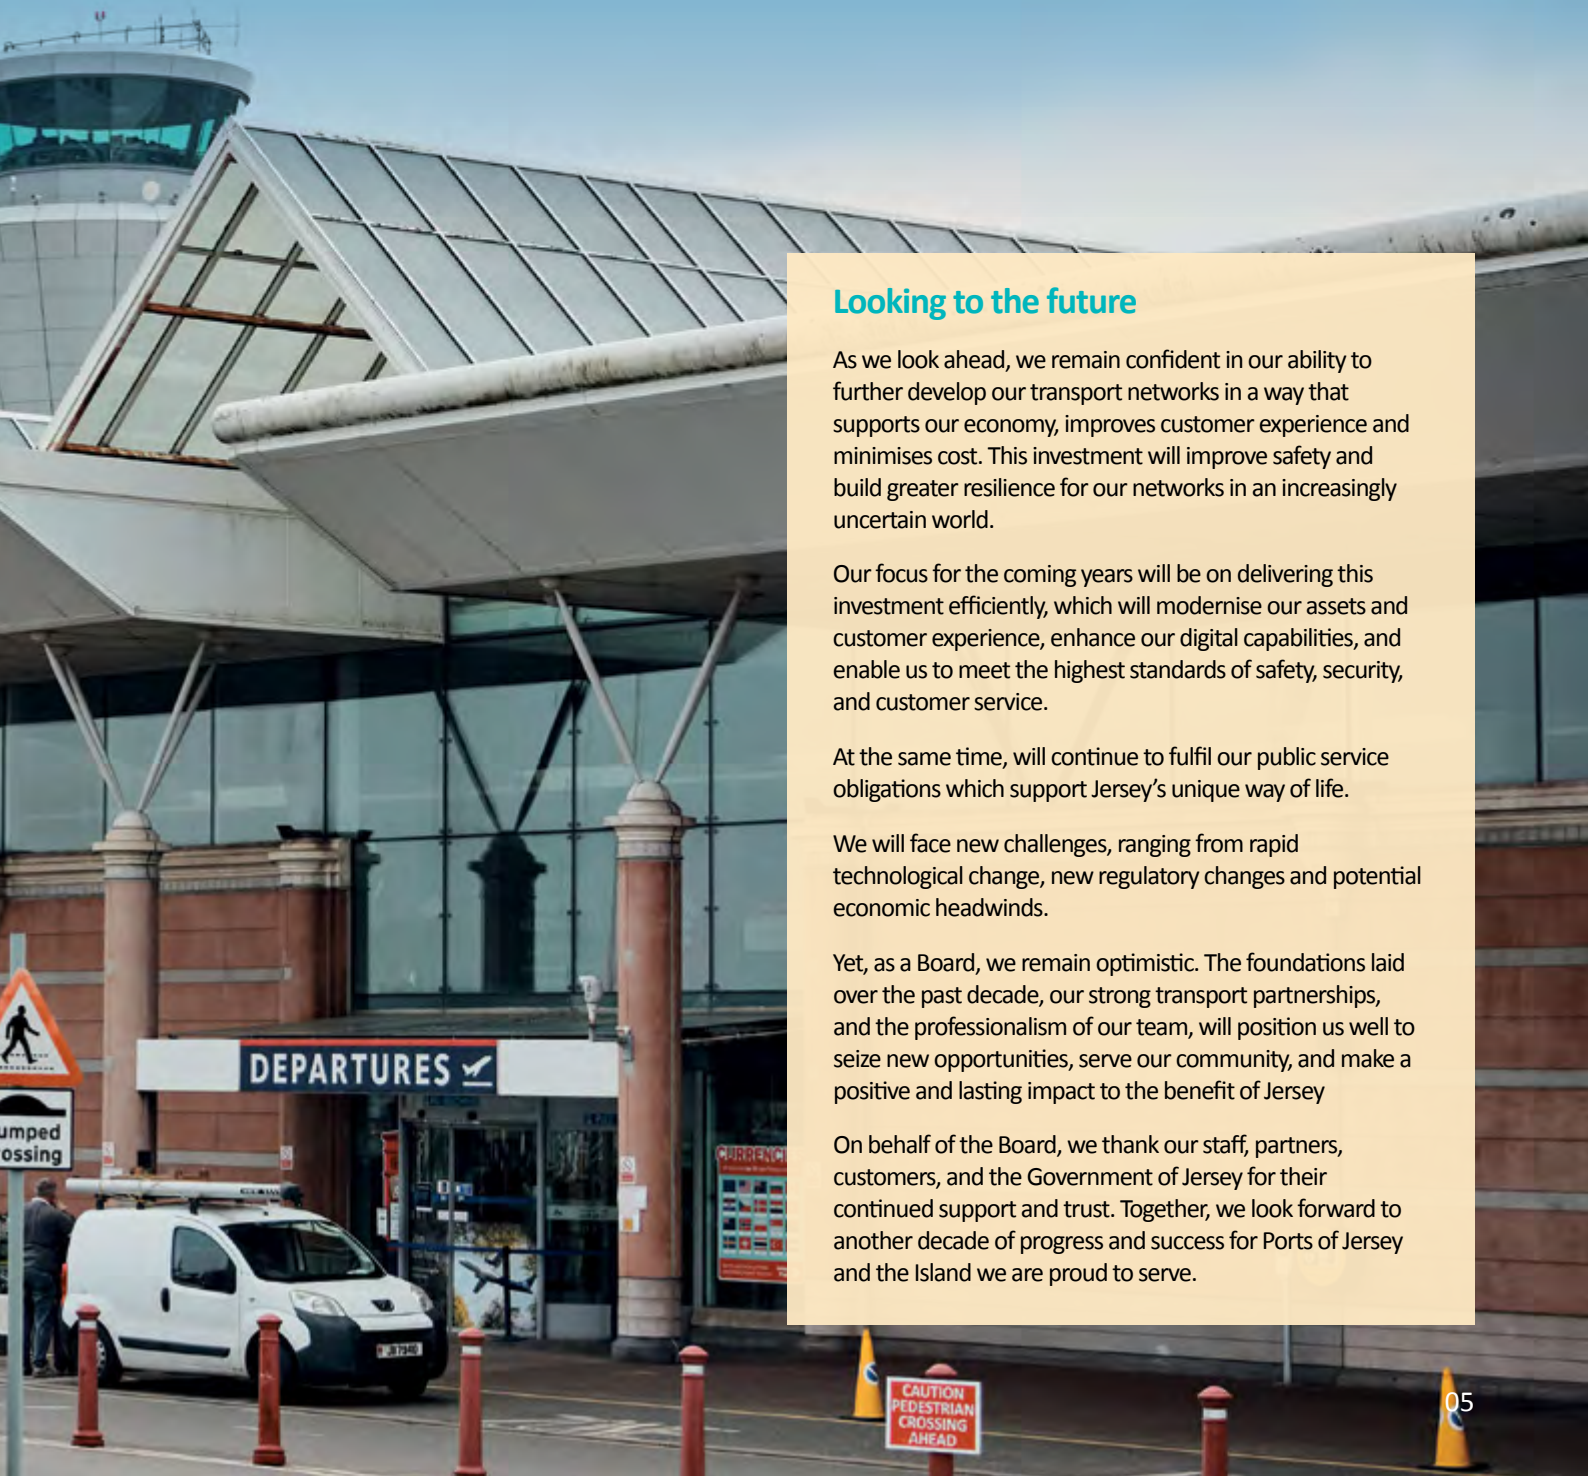 Looking to the future
As we look ahead, we remain confident in our ability to
further develop our transport networks in a way that
supports our economy, improves customer experience and
minimises cost. This investment will improve safety and
build greater resilience for our networks in an increasingly
uncertain world.
Our focus for the coming years will be on delivering this
investment efficiently, which will modernise our assets and
customer experience, enhance our digital capabilities, and
enable us to meet the highest standards of safety, security,
and customer service.
At the same time, will continue to fulfil our public service
obligations which support Jersey’s unique way of life.
We will face new challenges, ranging from rapid
technological change, new regulatory changes and potential
economic headwinds.
Yet, as a Board, we remain optimistic. The foundations laid
over the past decade, our strong transport partnerships,
and the professionalism of our team, will position us well to
seize new opportunities, serve our community, and make a
positive and lasting impact to the benefit of Jersey
On behalf of the Board, we thank our staff, partners,
customers, and the Government of Jersey for their
continued support and trust. Together, we look forward to
another decade of progress and success for Ports of Jersey
and the Island we are proud to serve.
DEPARTURES
umped
ossing
CURRENCI
CAUTION
PEDESTRIAN
CROSSING
AHEAD
05